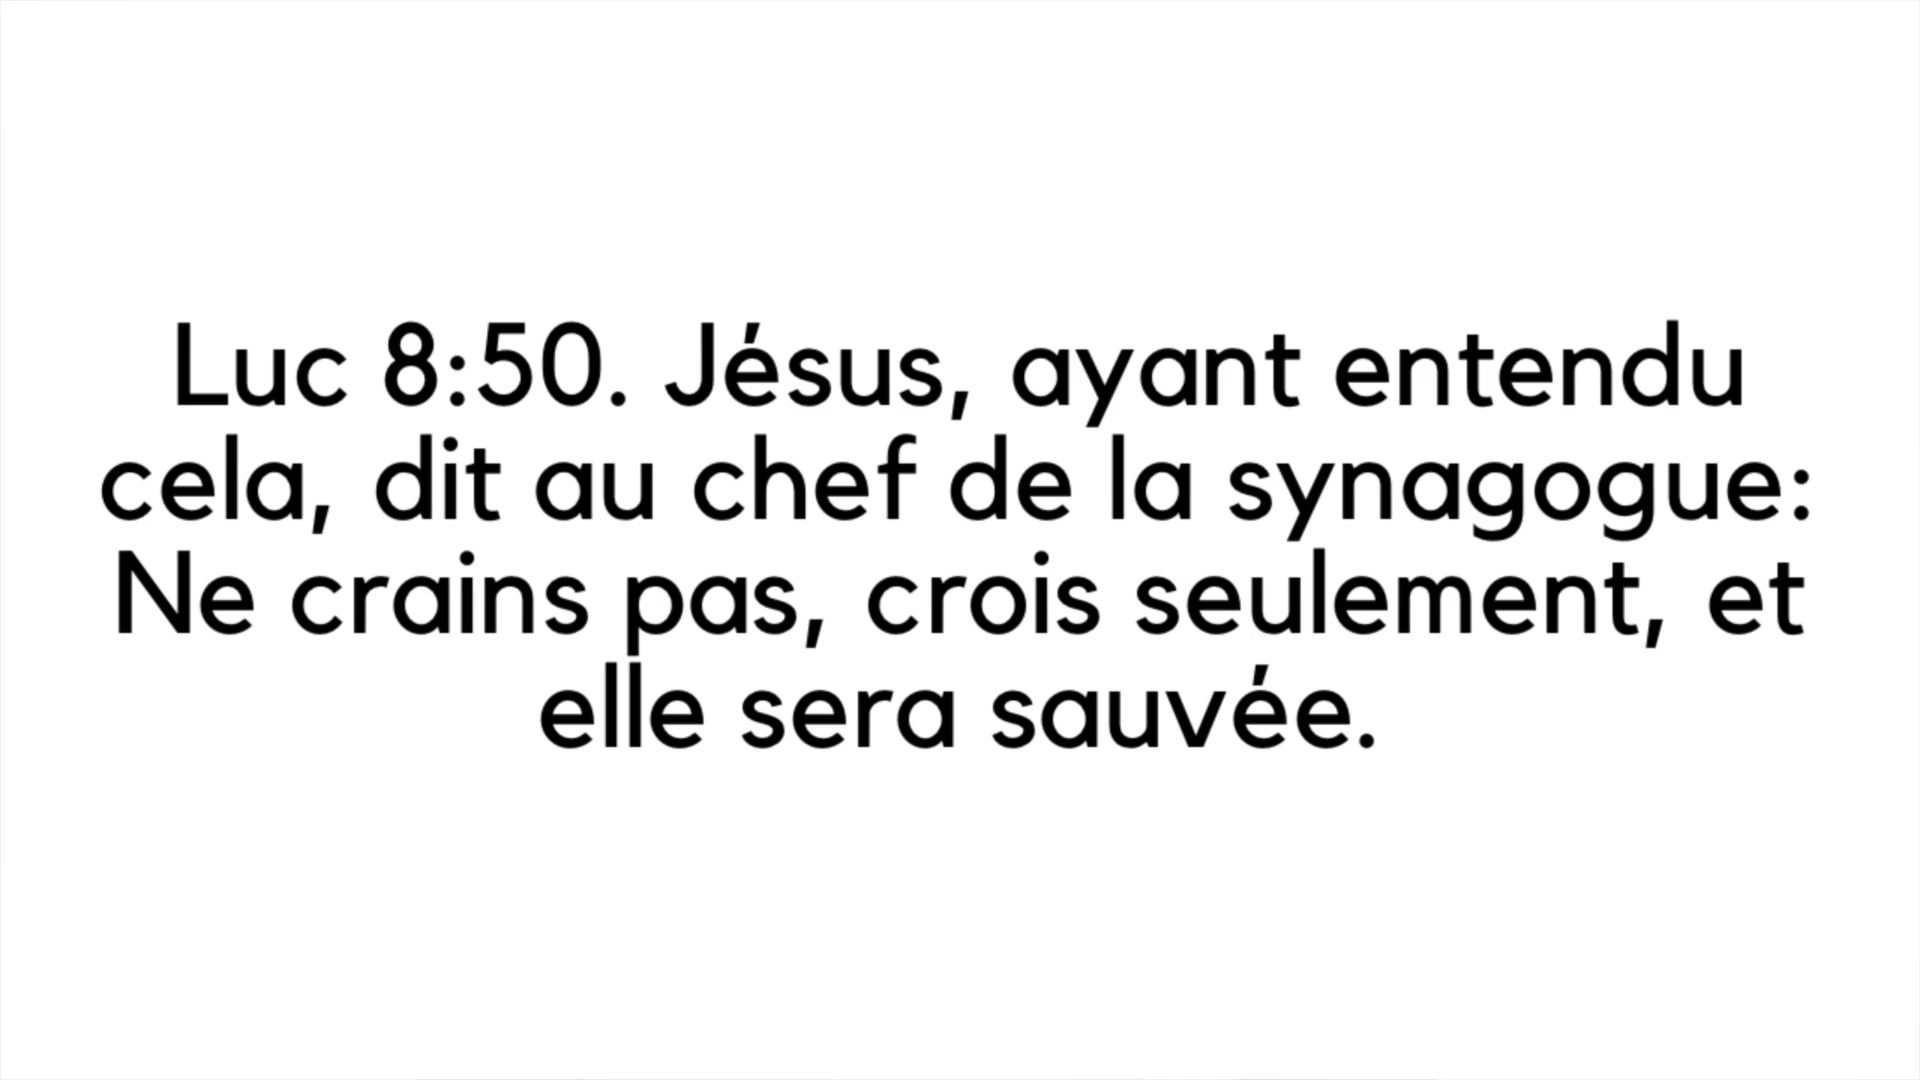 Luc 8:50. Jésus, ayant entendu
cela, dit au chef de la synagogue:
Ne crains pas, crois seulement, et
elle sera sauvée.